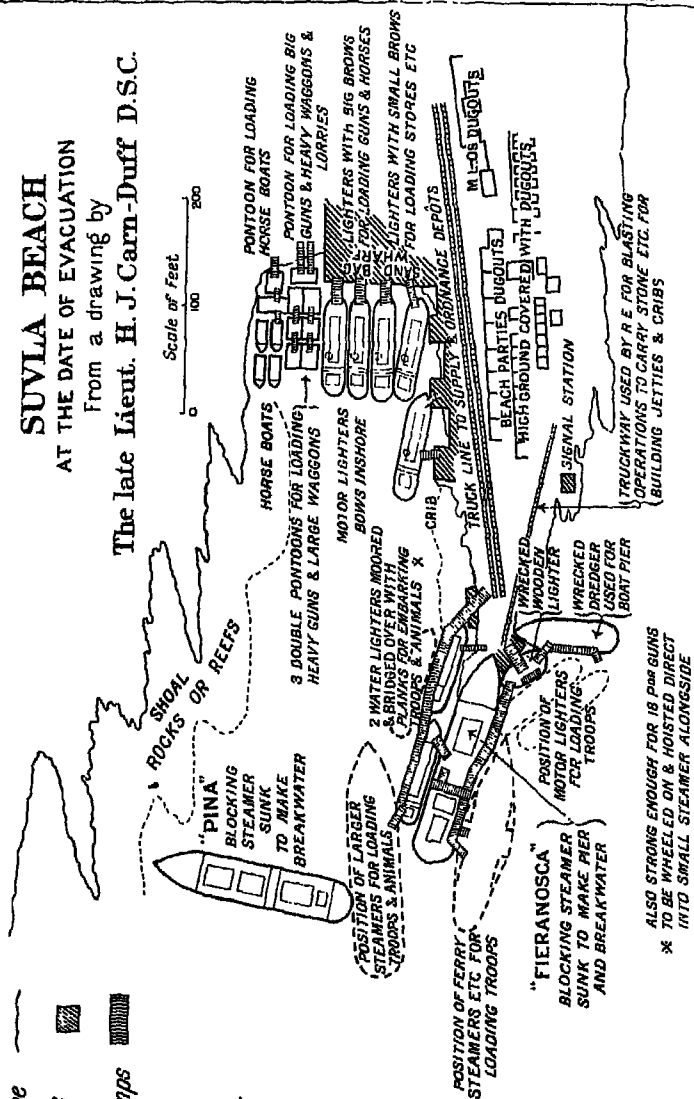 SUVLA BEACH
AT THE DATE OF EVACUATION
From a drawing by
The late Lieut. H. J. Carn-Duff D.S.C.
Scale of Feet
0 100 200
SHOAL
ROCKS OR REEFS
"PINA"
BLOCKING
STEAMER
SUNK
TO MAKE
BREAKWATER
HORSE BOATS
PONTOON FOR LOADING
HORSE BOATS
PONTOON FOR LOADING BIG
GUNS & HEAVY WAGGONS &
LORRIES
3 DOUBLE PONTOONS FOR LOADING
HEAVY GUNS & LARGE WAGGONS
LIGHTERS WITH BIG BROWS
FOR LOADING GUNS & HORSES
SAND BAG
WHARF
MOTOR LIGHTERS
BOWS INSHORE
LIGHTERS WITH SMALL BROWS
FOR LOADING STORES ETC
2 WATER LIGHTERS MOORED
& BRIDGED OVER WITH
PLANKS FOR EMBARKING
TROOPS & ANIMALS ※
CRIB
TRUCK LINE TO SUPPLY & ORDINANCE DEPÔTS
POSITION OF LARGER
STEAMERS FOR LOADING
TROOPS & ANIMALS
M L-OS DUGOUTS
BEACH PARTIES DUGOUTS
HIGH GROUND COVERED WITH DUGOUTS
WRECKED
WOODEN
LIGHTER
SIGNAL STATION
WRECKED
DREDGER
USED FOR
BOAT PIER
TRUCKWAY USED BY R E FOR BLASTING
OPERATIONS TO CARRY STONE ETC. FOR
BUILDING JETTIES & CRIBS
POSITION OF
MOTOR LIGHTERS
FOR LOADING
TROOPS
POSITION OF FERRY
STEAMERS ETC FOR
LOADING TROOPS
"FIERANOSCA"
BLOCKING STEAMER
SUNK TO MAKE PIER
AND BREAKWATER
ALSO STRONG ENOUGH FOR 18 PDR GUNS
※ TO BE WHEELED ON & HOISTED DIRECT
INTO SMALL STEAMER ALONGSIDE